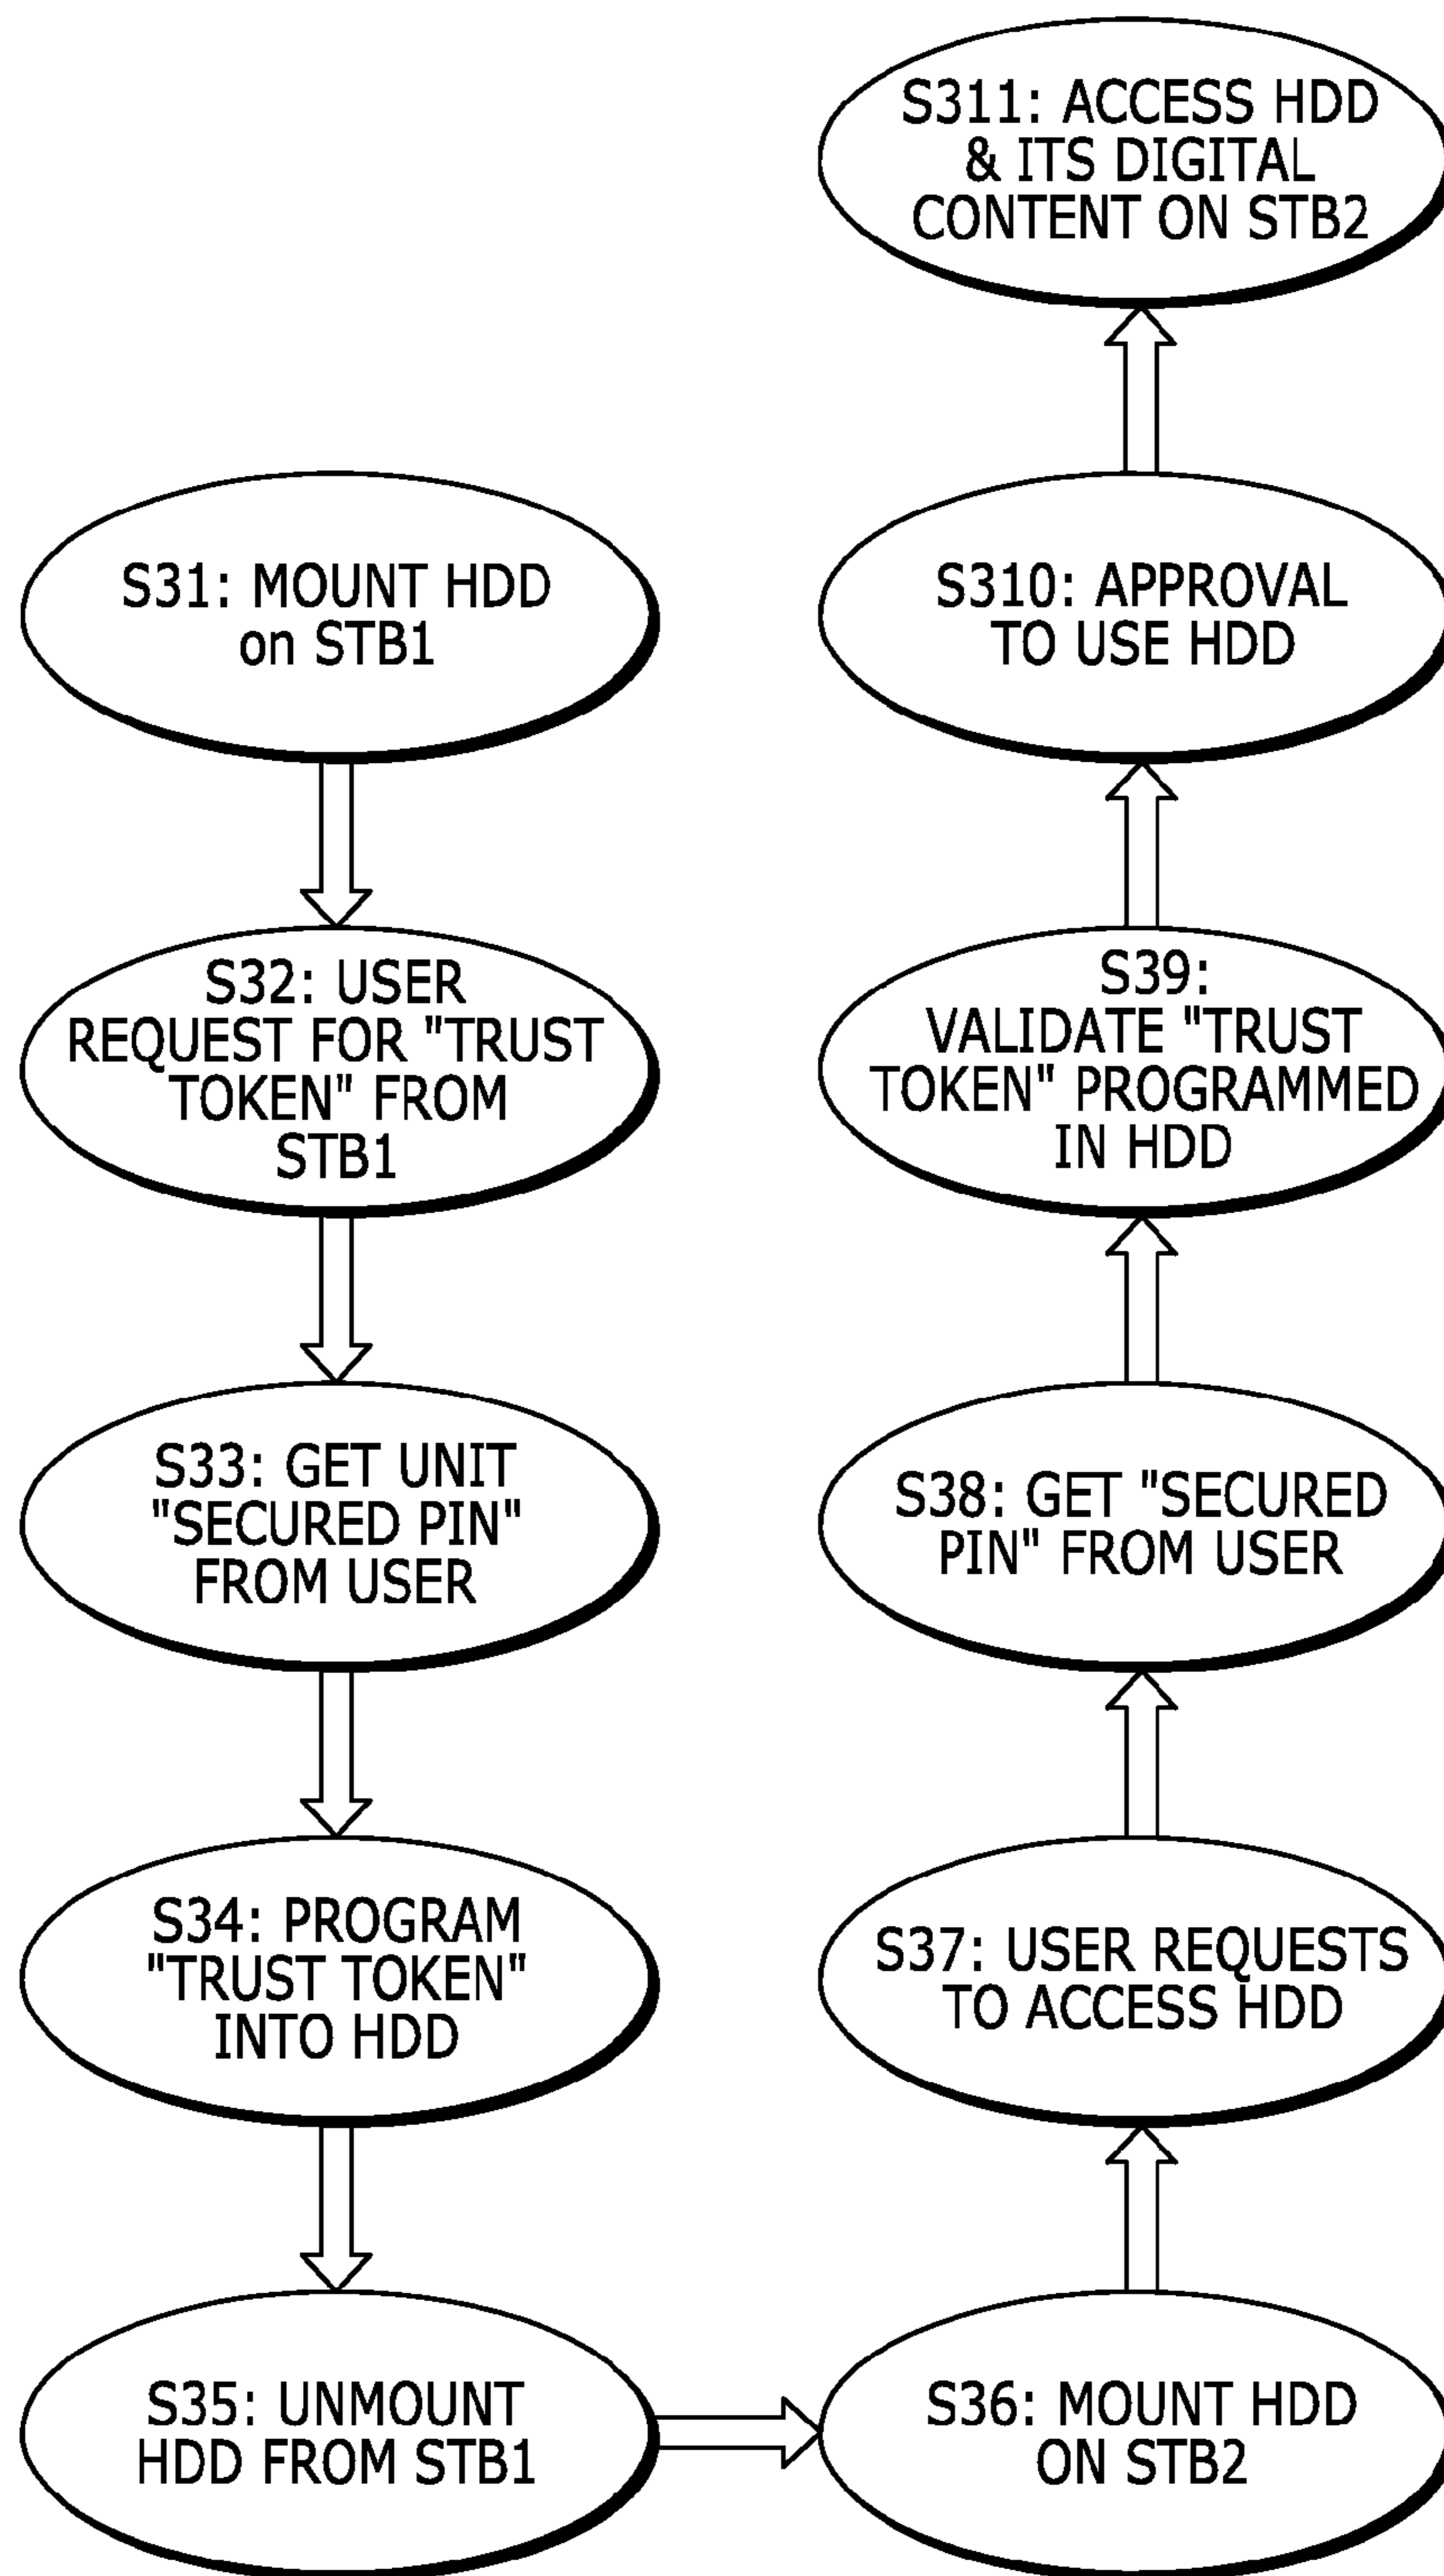 S31: MOUNT HDD
on STB1
S32: USER
REQUEST FOR "TRUST
TOKEN" FROM
STB1
S33: GET UNIT
"SECURED PIN"
FROM USER
S34: PROGRAM
"TRUST TOKEN"
INTO HDD
S35: UNMOUNT
HDD FROM STB1
S36: MOUNT HDD
ON STB2
S37: USER REQUESTS
TO ACCESS HDD
S38: GET "SECURED
PIN" FROM USER
S39:
VALIDATE "TRUST
TOKEN" PROGRAMMED
IN HDD
S310: APPROVAL
TO USE HDD
S311: ACCESS HDD
& ITS DIGITAL
CONTENT ON STB2